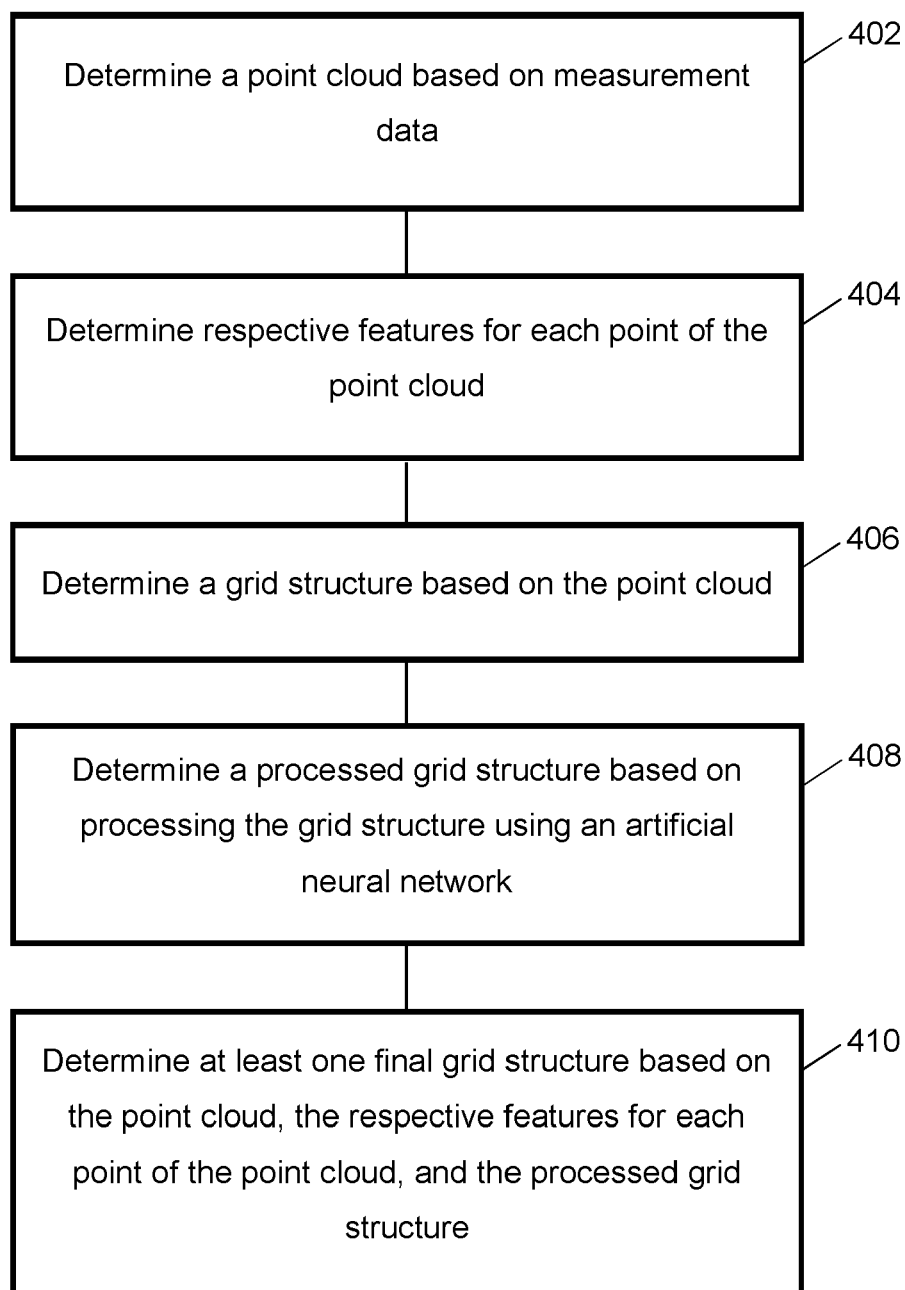 402
Determine a point cloud based on measurement
data
404
Determine respective features for each point of the
point cloud
406
Determine a grid structure based on the point cloud
408
Determine a processed grid structure based on
processing the grid structure using an artificial
neural network
410
Determine at least one final grid structure based on
the point cloud, the respective features for each
point of the point cloud, and the processed grid
structure